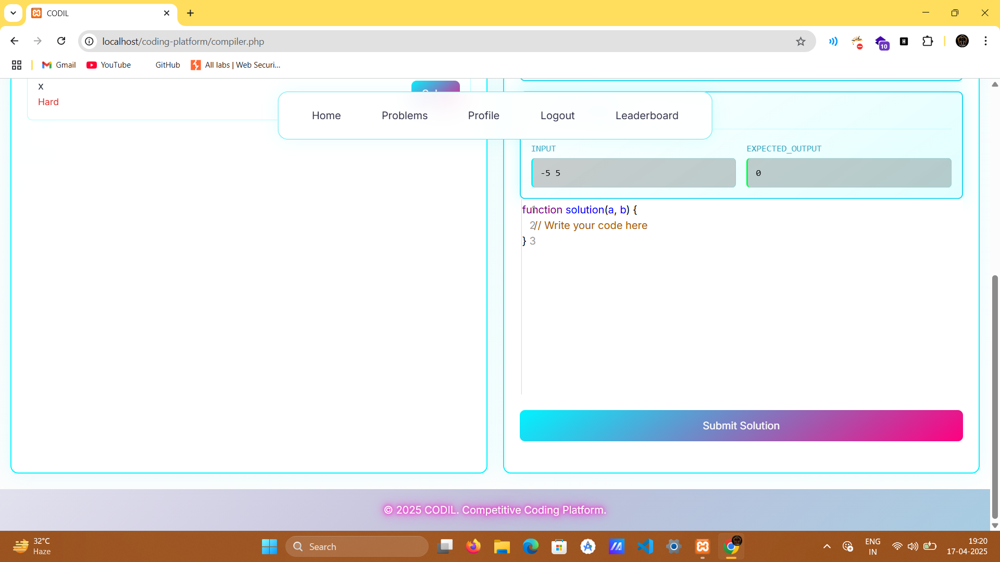 CODIL
localhost/coding-platform/compiler.php
10
H
Gmail
YouTube
GitHub
All labs | Web Securi...
x
Hard
Home
Problems
Profile
Logout
Leaderboard
INPUT
EXPECTED_OUTPUT
-5 5
0
1
function solution(a, b) {
2
// Write your code here
3
}
Submit Solution
© 2025 CODIL. Competitive Coding Platform.
32°C
Haze
Search
ENG
IN
19:20
17-04-2025